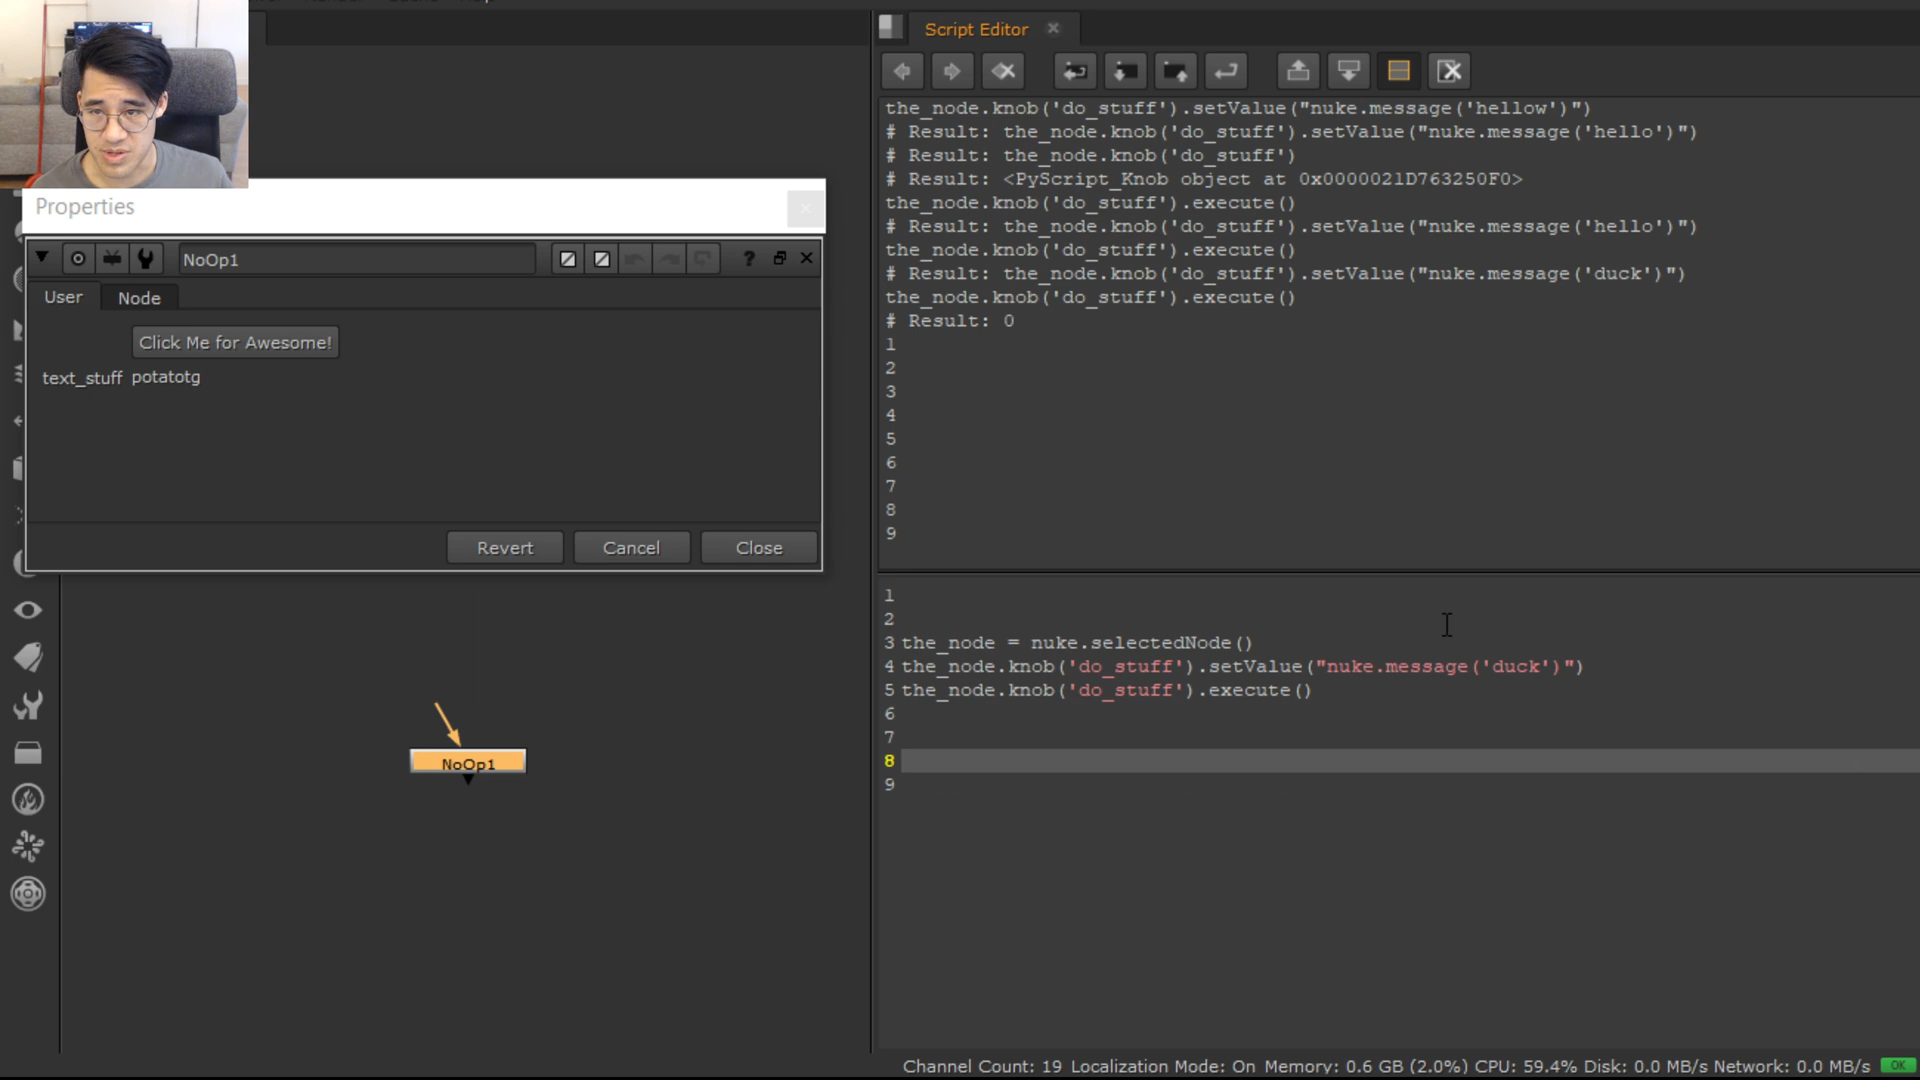 Script Editor
the_node.knob('do_stuff').setValue("nuke.message('hellow')")
# Result: the_node.knob('do_stuff').setValue("nuke.message('hello')")
# Result: the_node.knob('do_stuff')
# Result: <PyScript_Knob object at 0x0000021D763250F0>
the_node.knob('do_stuff').execute()
# Result: the_node.knob('do_stuff').setValue("nuke.message('hello')")
the_node.knob('do_stuff').execute()
# Result: the_node.knob('do_stuff').setValue("nuke.message('duck')")
the_node.knob('do_stuff').execute()
# Result: 0
1
2
3
4
5
6
7
8
9
Properties
NoOp1
?
User Node
Click Me for Awesome!
text_stuff potatotg
Revert Cancel Close
1
2
3 the_node = nuke.selectedNode()
4 the_node.knob('do_stuff').setValue("nuke.message('duck')")
5 the_node.knob('do_stuff').execute()
6
7
8
9
NoOp1
Channel Count: 19 Localization Mode: On Memory: 0.6 GB (2.0%) CPU: 59.4% Disk: 0.0 MB/s Network: 0.0 MB/s OK